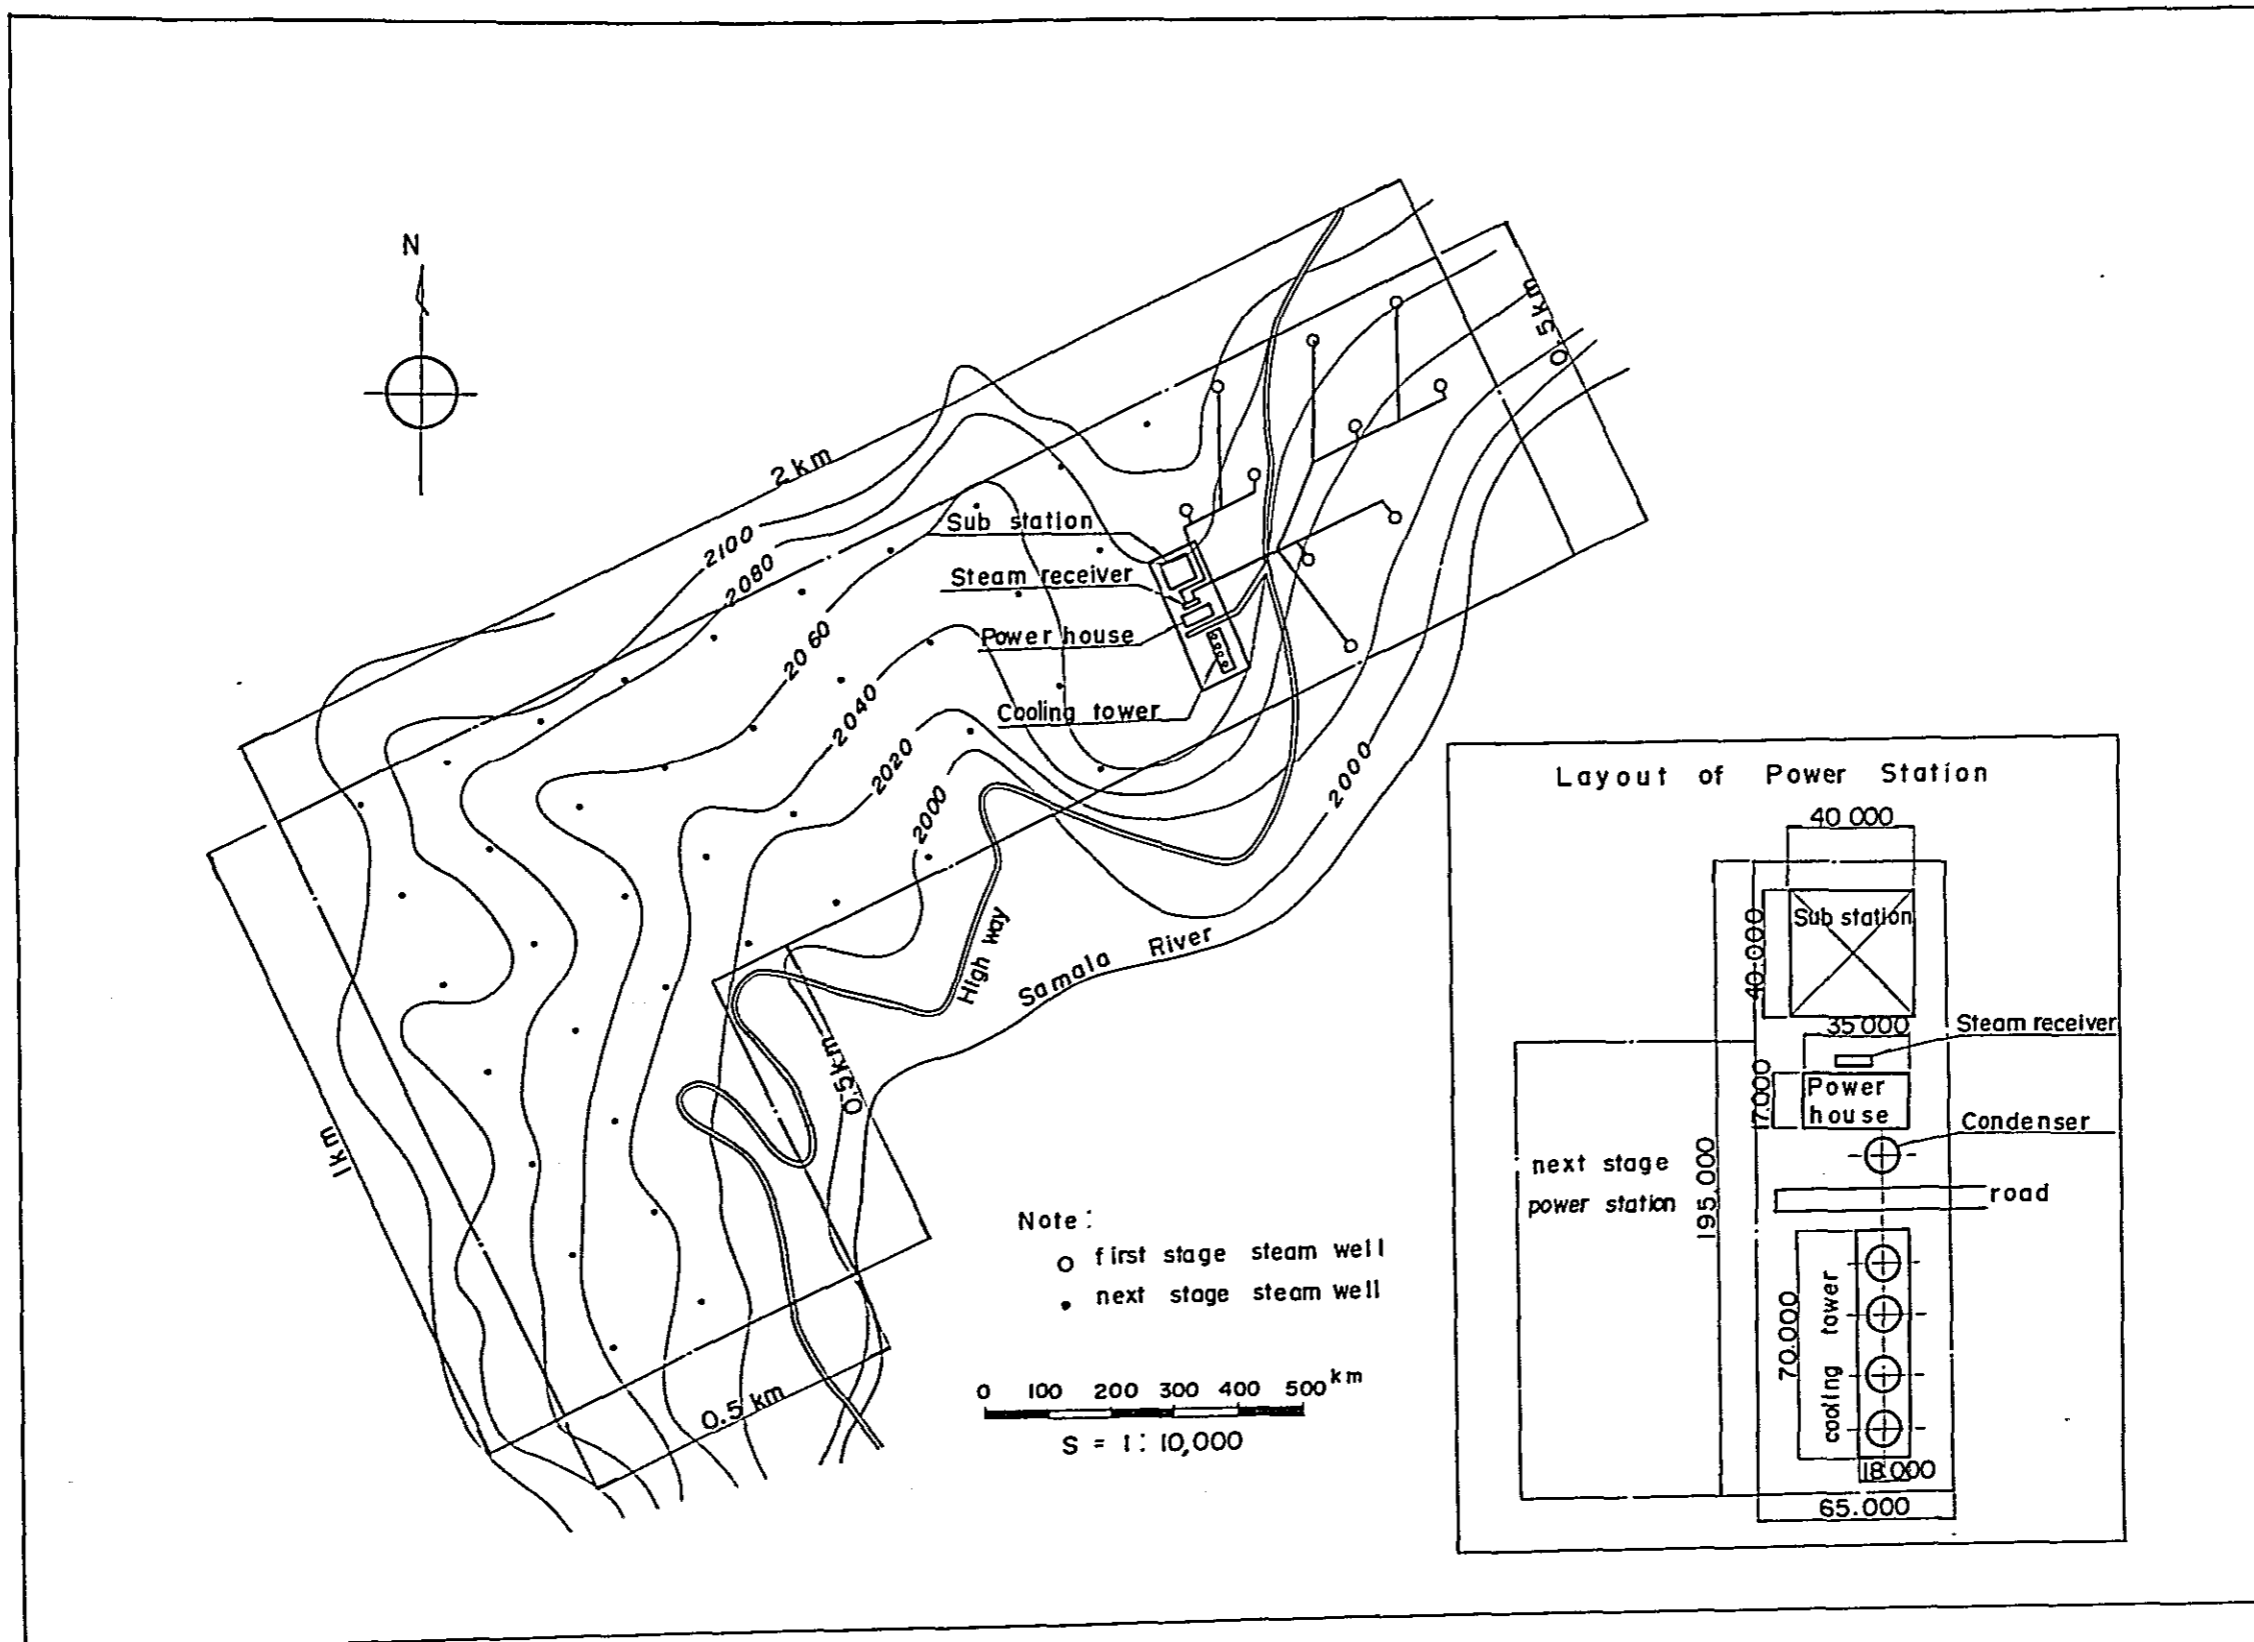 N
2 km
0.5km
2100
2080
2060
2040
2020
2000
2000
Sub station
Steam receiver
Power house
Cooling tower
High way
Samala River
0.5km
1km
0.5 km
Note :
first stage steam well
next stage steam well
0 100 200 300 400 500 km
S = 1 : 10,000
Layout of Power Station
40 000
40.000
Sub station
35 000
Steam receiver
17.000
Power
house
Condenser
195 000
next stage
power station
road
70.000
cooling tower
18.000
65.000